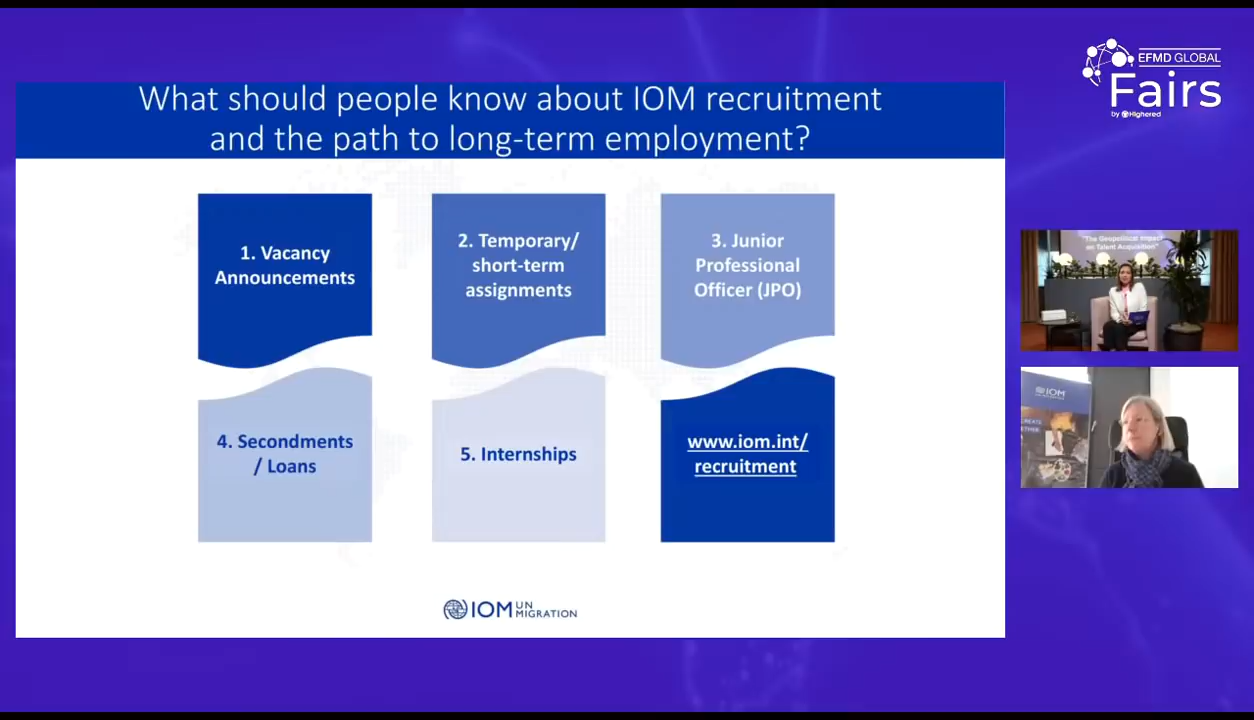 What should people know about IOM recruitment
and the path to long-term employment?
1. Vacancy
Announcements
2. Temporary/
short-term
assignments
3. Junior
Professional
Officer (JPO)
4. Secondments
/ Loans
5. Internships
www.iom.int/
recruitment
IOM UN
MIGRATION
EFMD GLOBAL
Fairs
by Highered
"The Geopolitical Impact
on Talent Acquisition"
IOM